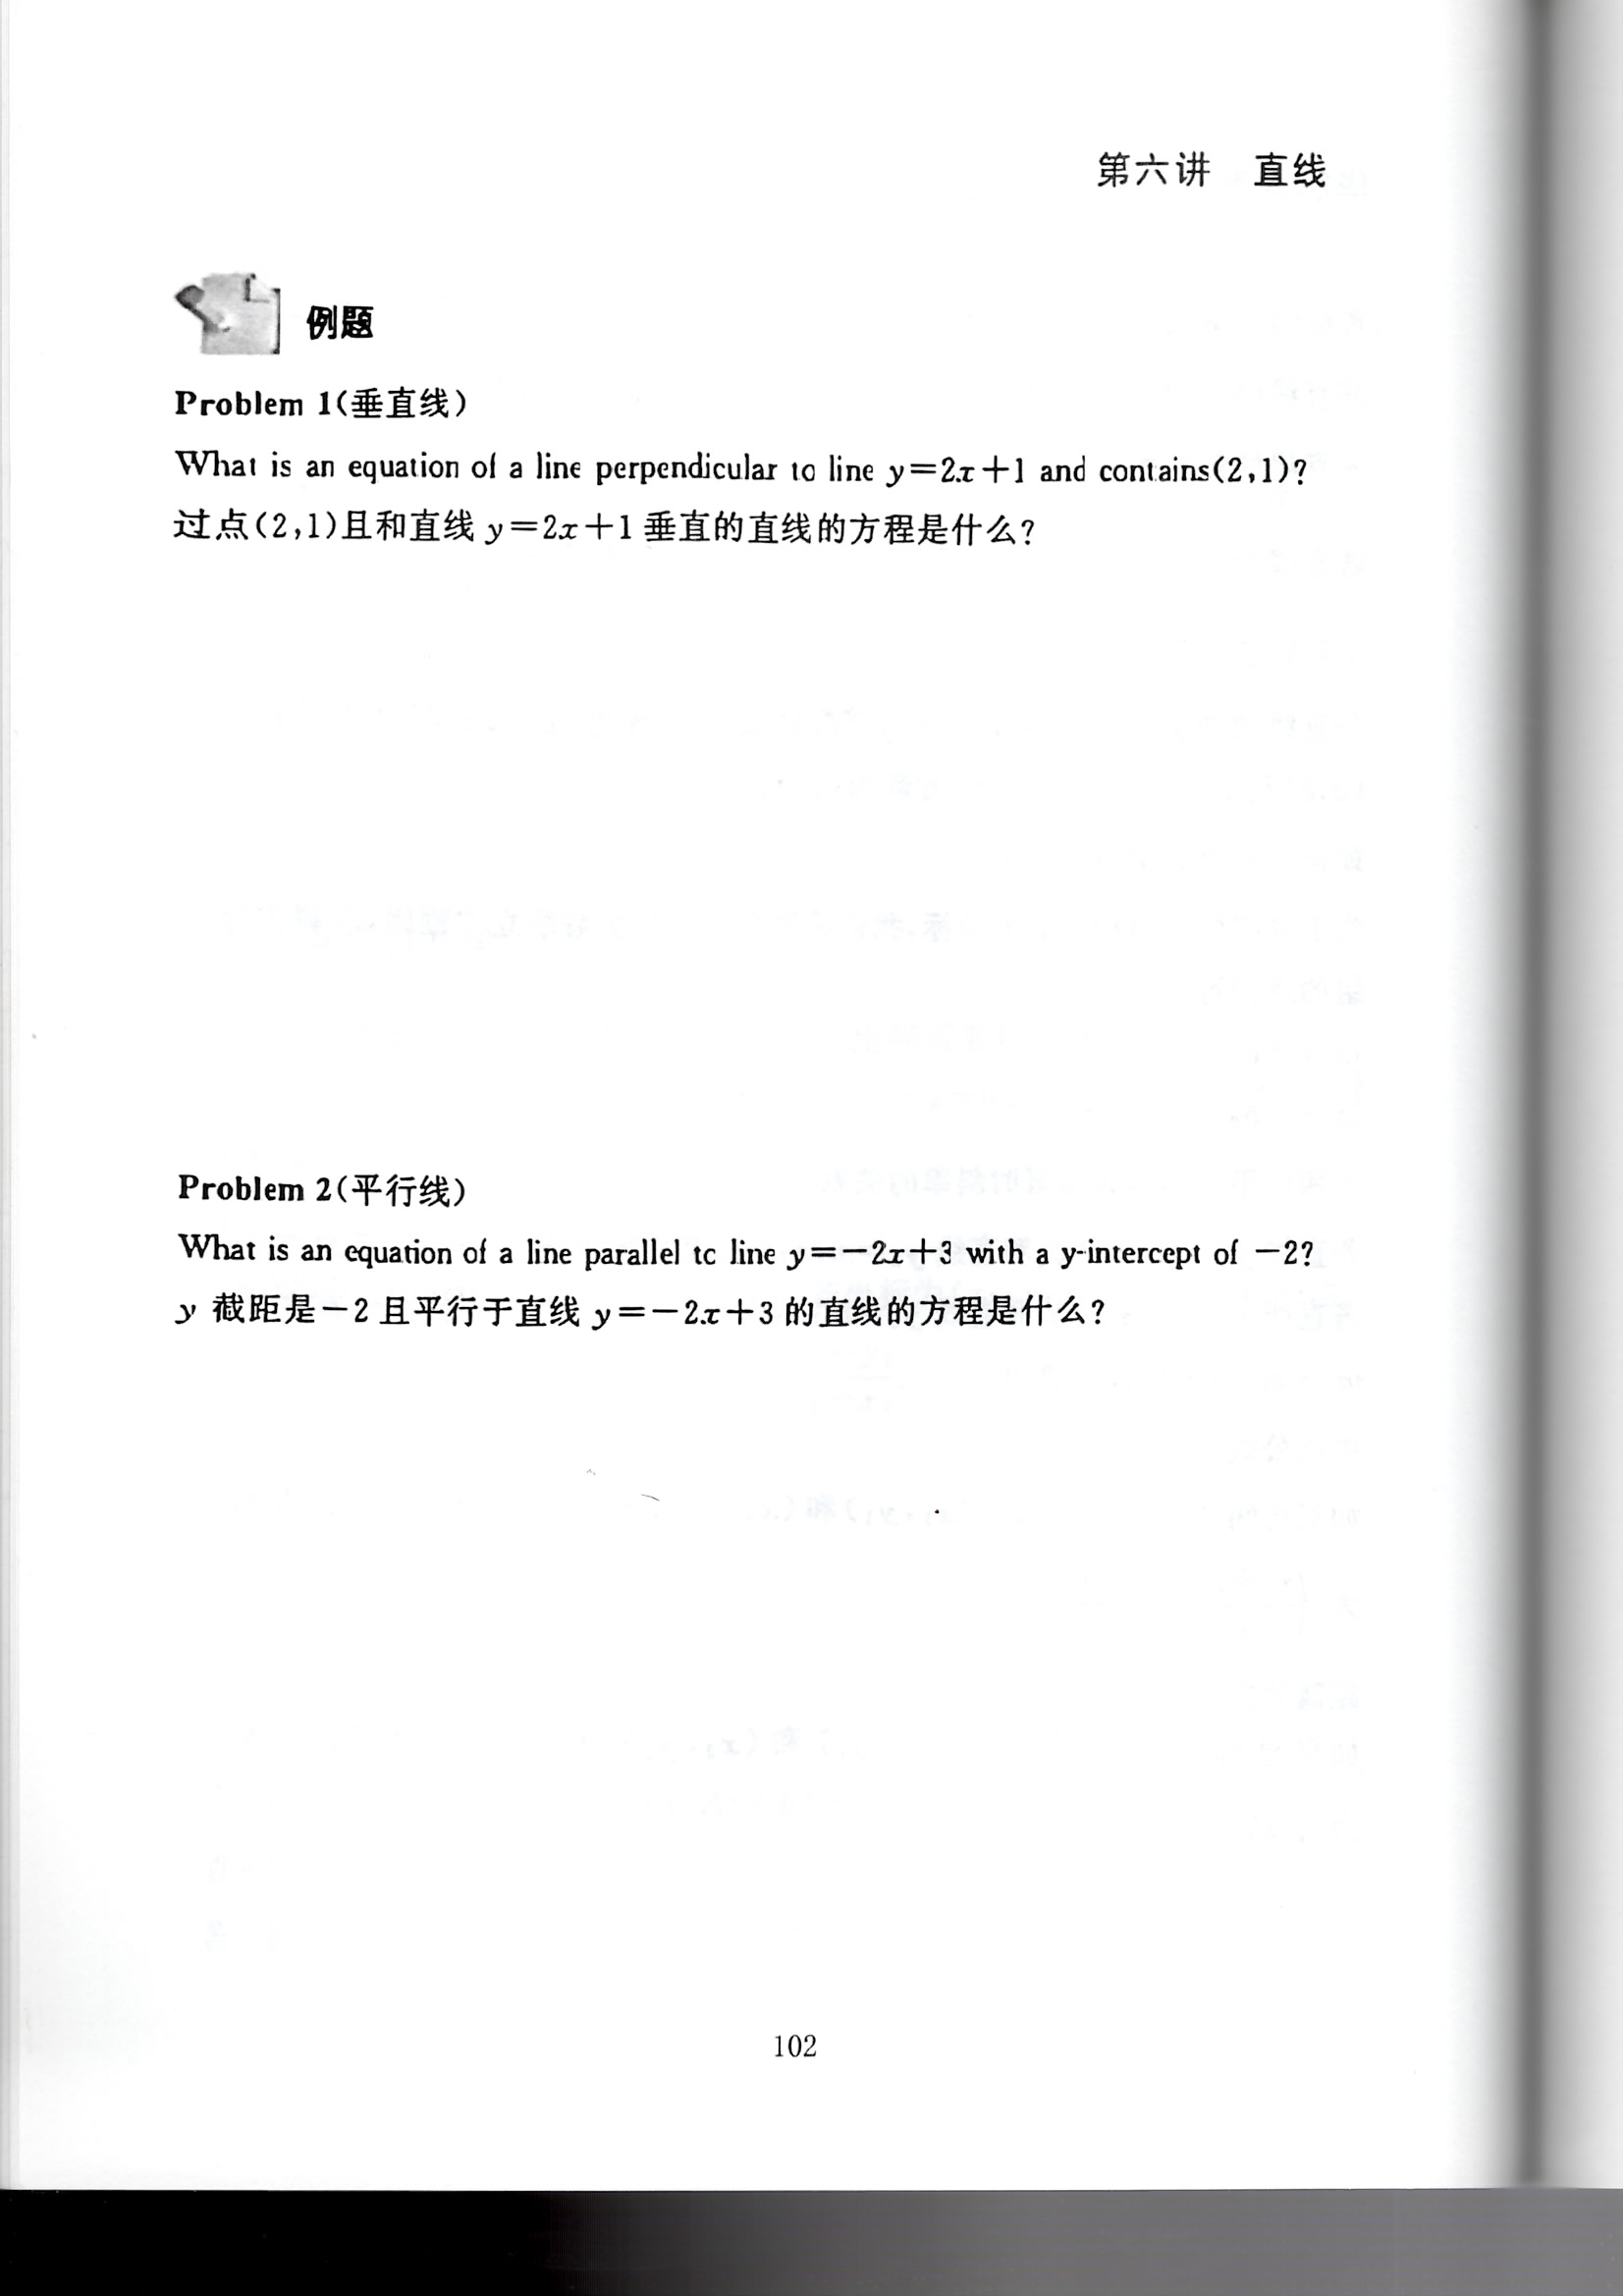 第六讲 直线
例题
Problem 1(垂直线)
What is an equation of a line perpendicular to line y=2x+1 and contains(2,1)?
过点(2,1)且和直线 y=2x+1 垂直的直线的方程是什么?
Problem 2(平行线)
What is an equation of a line parallel to line y=−2x+3 with a y-intercept of −2?
y 截距是−2 且平行于直线 y=−2x+3 的直线的方程是什么?
102